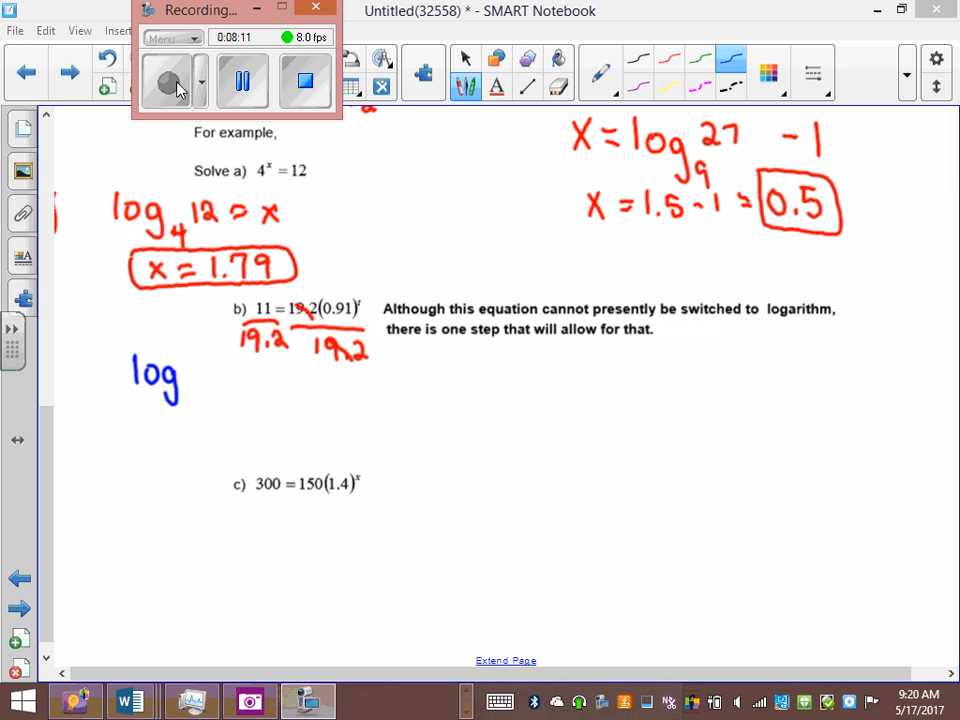 Recording...
Untitled(32558) * - SMART Notebook
Menu
0:08:11
8.0 fps
File Edit View Inser
For example,
Solve a) 4^x = 12
x = log_9 27 - 1
x = 1.5 - 1 = 0.5
log_4 12 = x
x = 1.79
b) 11 = 19.2(0.91)^t Although this equation cannot presently be switched to logarithm,
there is one step that will allow for that.
19.2 19.2
log
c) 300 = 150(1.4)^x
Extend Page
9:20 AM
5/17/2017